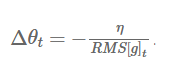 Δθ_t = − η / RMS[g]_t .